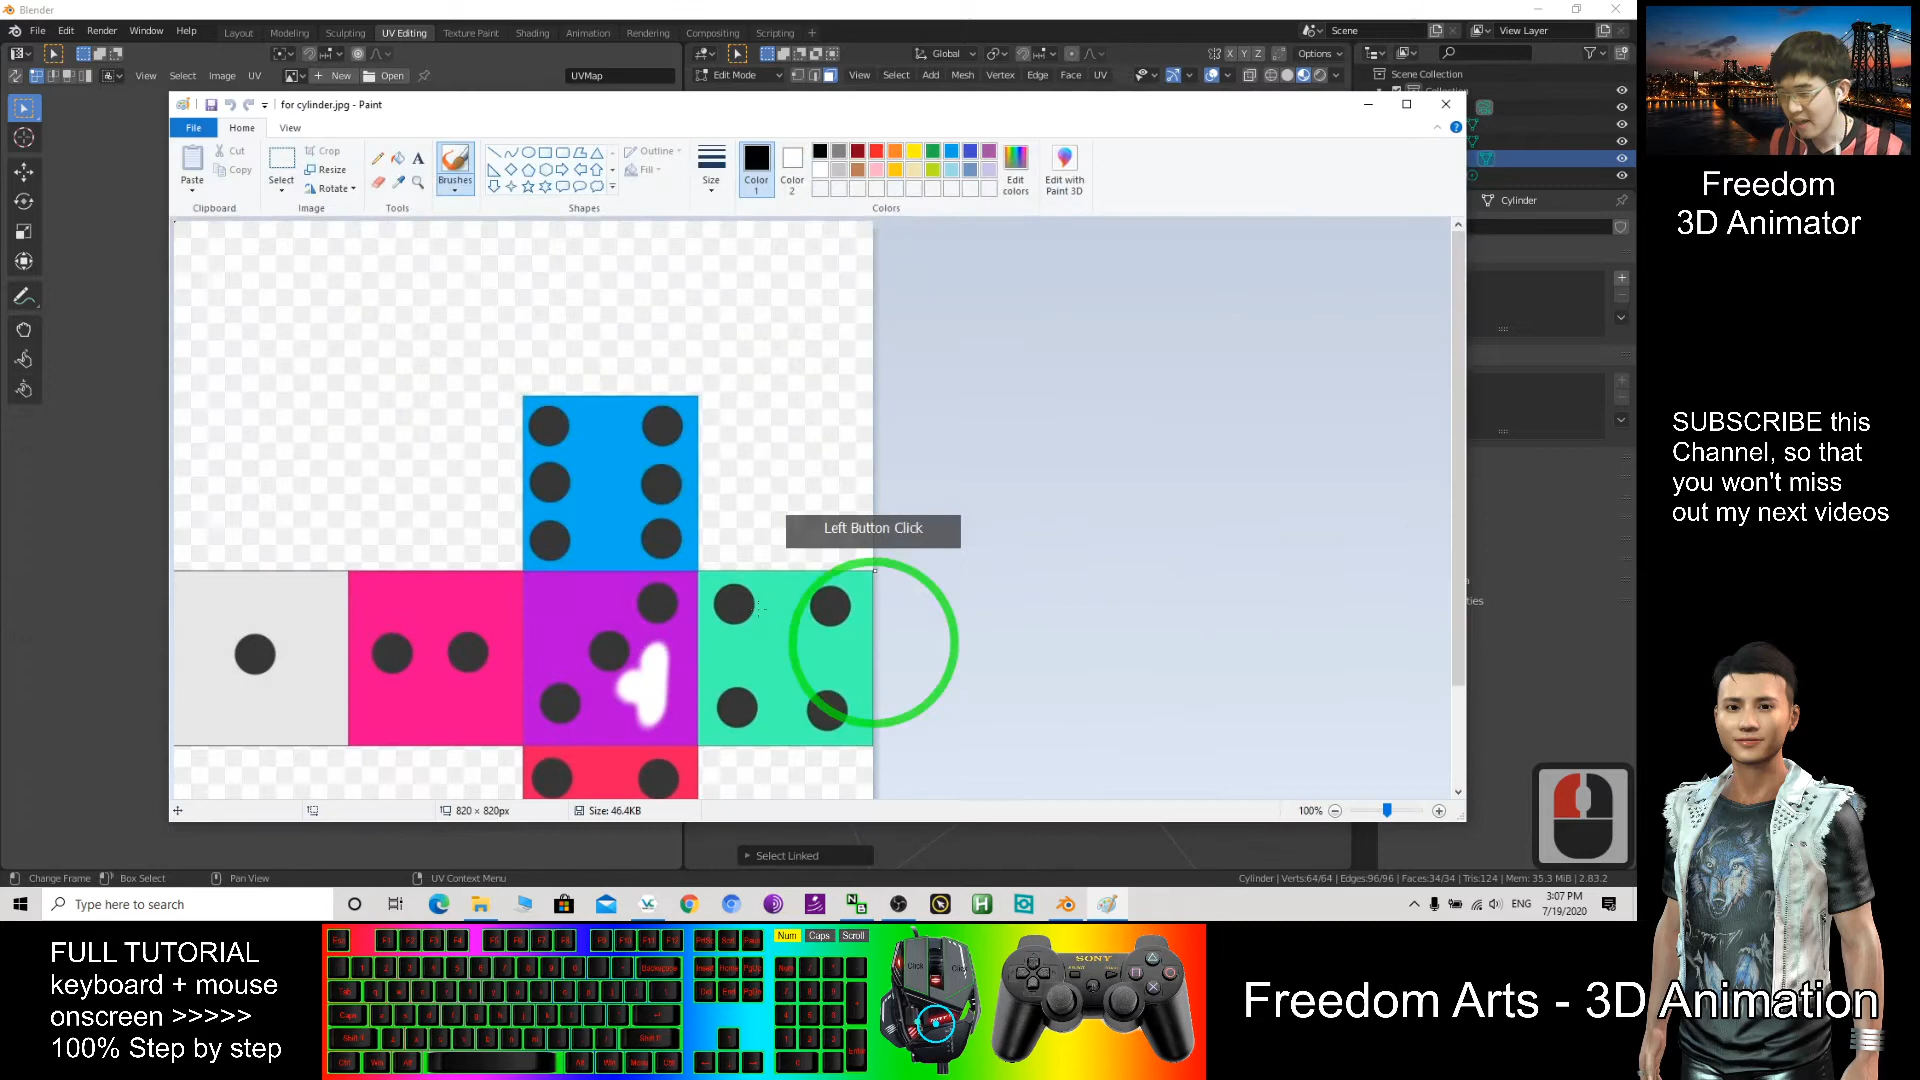 Blender
File Edit Render Window Help Layout Modeling Sculpting UV Editing Texture Paint Shading Animation Rendering Compositing Scripting + Scene View Layer
Global Options
View Select Image UV New Open UVMap Edit Mode View Select Add Mesh Vertex Edge Face UV Scene Collection
X Y Z
for cylinder.jpg - Paint
File Home View
Cut Crop Outline
Copy Resize Fill
Paste Select Rotate Brushes Size Color 1 Color 2 Edit colors Edit with Paint 3D
Clipboard Image Tools Shapes Colors
Cylinder
Left Button Click
820 × 820px Size: 46.4KB 100%
Select Linked
Change Frame Box Select Pan View UV Context Menu Cylinder | Verts:64/64 | Edges:96/96 | Faces:34/34 | Tris:124 | Mem: 35.3 MiB | 2.83.2
Type here to search ENG 3:07 PM
7/19/2020
Freedom
3D Animator
SUBSCRIBE this
Channel, so that
you won't miss
out my next videos
FULL TUTORIAL
keyboard + mouse
onscreen >>>>>
100% Step by step
Num Caps Scroll
Click Click
SONY
Freedom Arts - 3D Animation